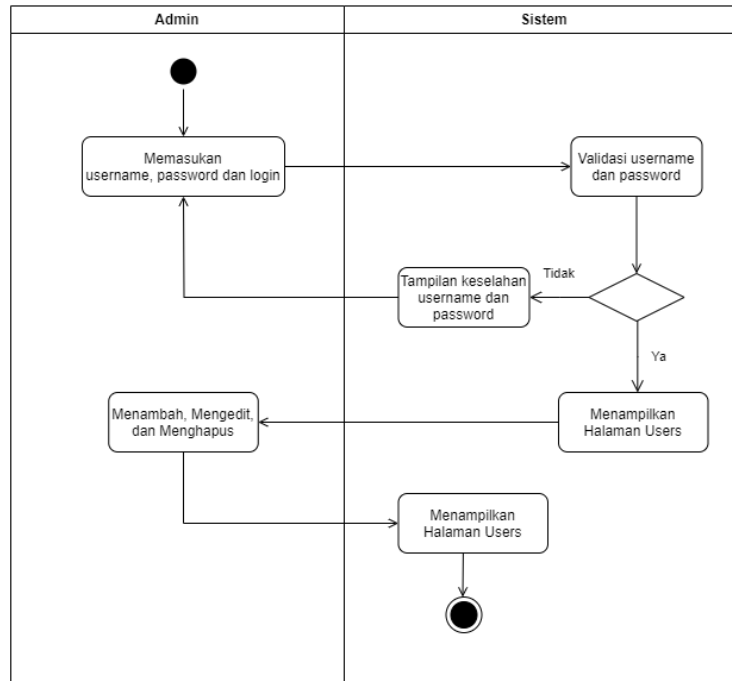 Admin
Sistem
Memasukan
username, password dan login
Validasi username
dan password
Tidak
Tampilan keselahan
username dan
password
Ya
Menambah, Mengedit,
dan Menghapus
Menampilkan
Halaman Users
Menampilkan
Halaman Users